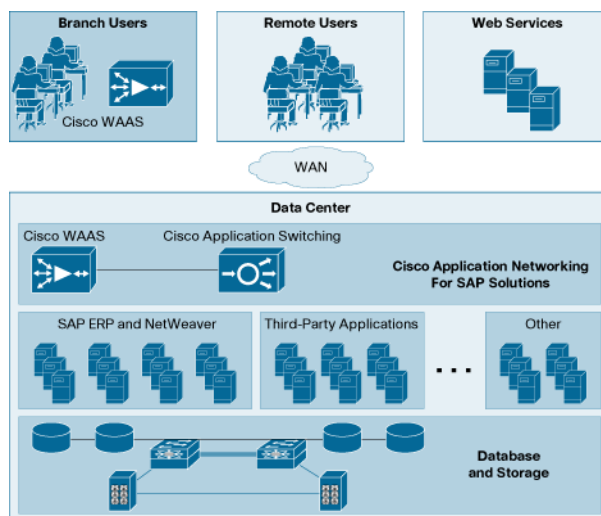 Branch Users
Cisco WAAS
Remote Users
Web Services
WAN
Data Center
Cisco WAAS
Cisco Application Switching
Cisco Application Networking
For SAP Solutions
SAP ERP and NetWeaver
Third-Party Applications
...
Other
Database
and Storage